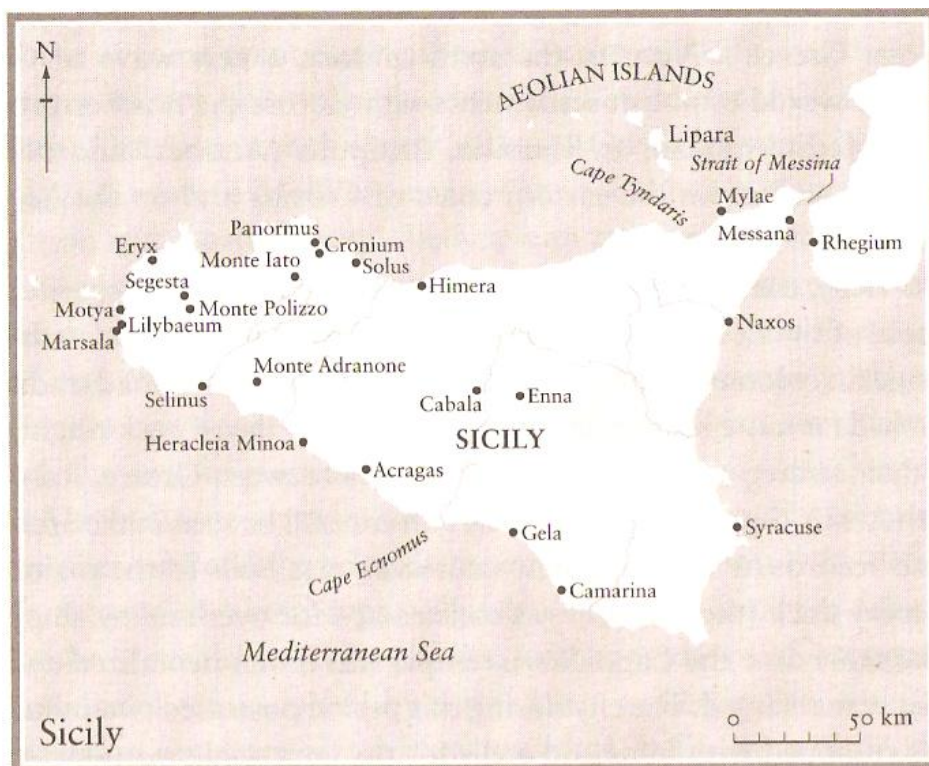 N
AEOLIAN ISLANDS
Lipara
Strait of Messina
Cape Tyndaris
Mylae
Messana
Rhegium
Panormus
Cronium
Eryx
Monte Iato
Solus
Segesta
Himera
Motya
Monte Polizzo
Lilybaeum
Marsala
Naxos
Monte Adranone
Selinus
Cabala
Enna
Heracleia Minoa
SICILY
Acragas
Gela
Syracuse
Cape Ecnomus
Camarina
Mediterranean Sea
Sicily
0 50 km